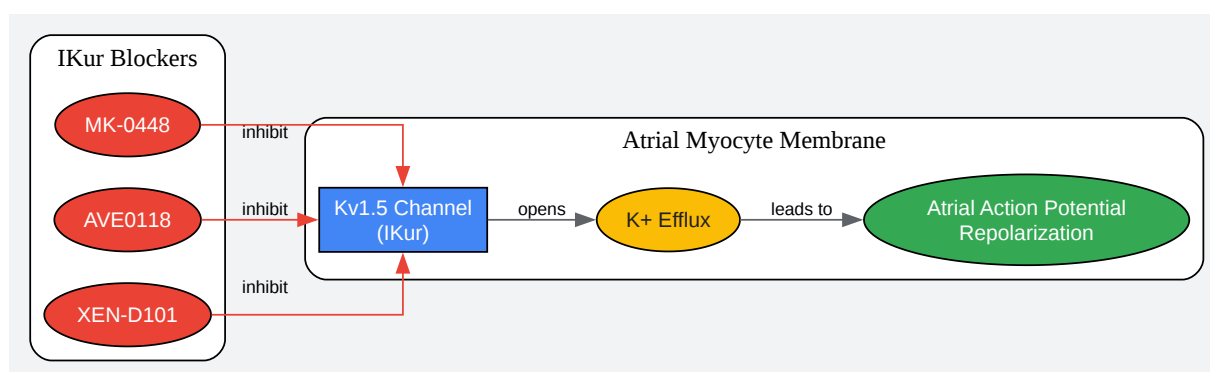 IKur Blockers
MK-0448
inhibit
AVE0118
inhibit
XEN-D101
inhibit
Atrial Myocyte Membrane
Kv1.5 Channel
(IKur)
opens
K+ Efflux
leads to
Atrial Action Potential
Repolarization